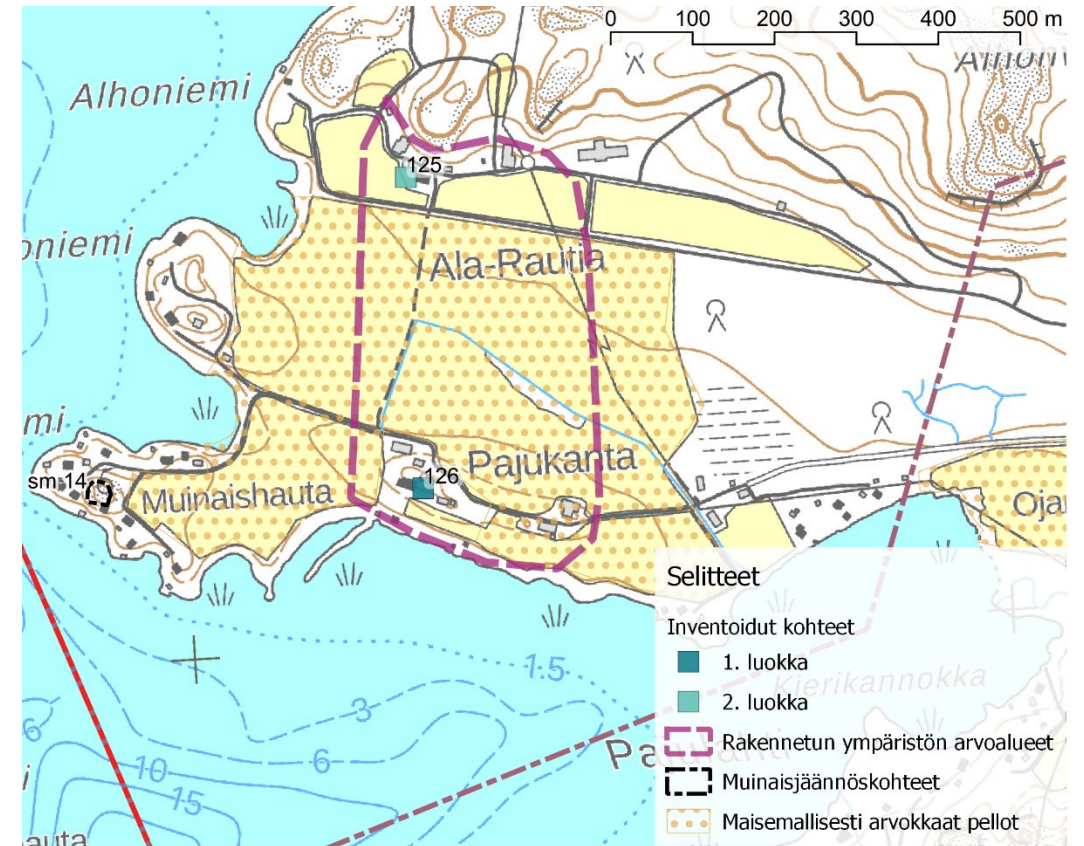 0 100 200 300 400 500 m
Alhoniemi
125
oniemi
Ala-Rautia
mi
sm 14
Muinaishauta
126
Pajukanta
Ojan
1.5
3
6
6
10
15
Kierikannokka
auta
Selitteet
Inventoidut kohteet
1. luokka
2. luokka
Rakennetun ympäristön arvoalueet
Muinaisjäännöskohteet
Maisemallisesti arvokkaat pellot